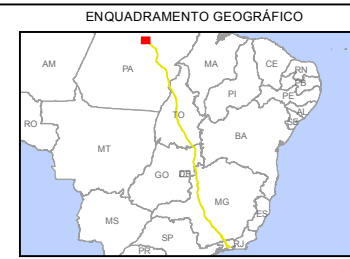 ENQUADRAMENTO GEOGRÁFICO
AM
PA
MA
CE
RN
PB
PE
PI
AL
SE
TO
RO
BA
MT
GO
DF
MG
ES
MS
SP
RJ
PR